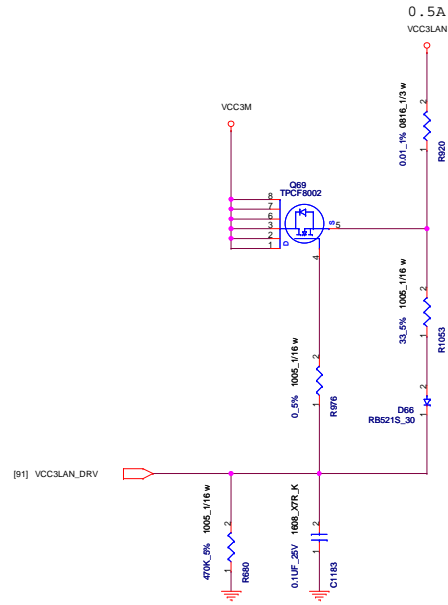 0.5A
VCC3LAN
2
0.01_1% 0816_1/3 w
R920
1
VCC3M
Q69
TPCF8002
8
7
6
3
2
1
D
S
5
4
2
33_5% 1005_1/16 w
R1053
1
2
0_5% 1005_1/16 w
R976
1
2
D66
RB521S_30
1
[91] VCC3LAN_DRV
2
470K_5% 1005_1/16 w
R680
1
2
0.1UF_25V 1608_X7R_K
C1183
1